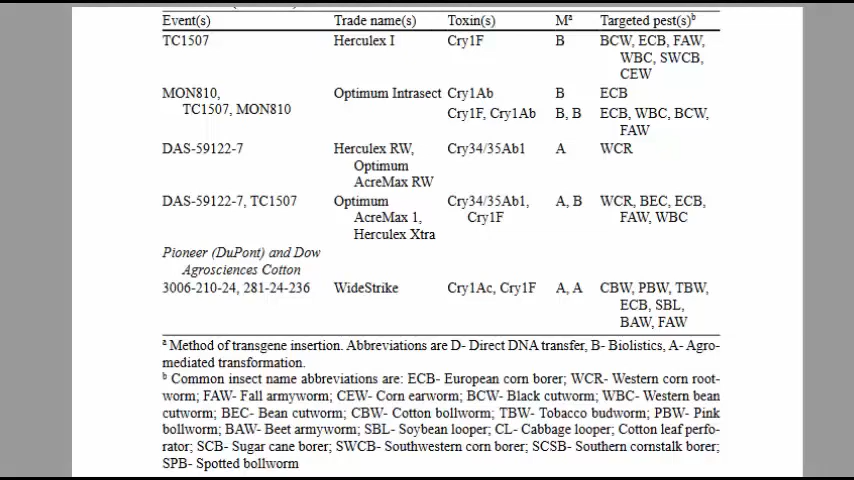 Event(s) Trade name(s) Toxin(s) Mᵃ Targeted pest(s)ᵇ
TC1507 Herculex I Cry1F B BCW, ECB, FAW,
WBC, SWCB,
CEW
MON810, Optimum Intrasect Cry1Ab B ECB
TC1507, MON810 Cry1F, Cry1Ab B, B ECB, WBC, BCW,
FAW
DAS-59122-7 Herculex RW, Cry34/35Ab1 A WCR
Optimum
AcreMax RW
DAS-59122-7, TC1507 Optimum Cry34/35Ab1, A, B WCR, BEC, ECB,
AcreMax 1, Cry1F FAW, WBC
Herculex Xtra
Pioneer (DuPont) and Dow
Agrosciences Cotton
3006-210-24, 281-24-236 WideStrike Cry1Ac, Cry1F A, A CBW, PBW, TBW,
ECB, SBL,
BAW, FAW
ᵃ Method of transgene insertion. Abbreviations are D- Direct DNA transfer, B- Biolistics, A- Agro-
mediated transformation.
ᵇ Common insect name abbreviations are: ECB- European corn borer; WCR- Western corn root-
worm; FAW- Fall armyworm; CEW- Corn earworm; BCW- Black cutworm; WBC- Western bean
cutworm; BEC- Bean cutworm; CBW- Cotton bollworm; TBW- Tobacco budworm; PBW- Pink
bollworm; BAW- Beet armyworm; SBL- Soybean looper; CL- Cabbage looper; Cotton leaf perfo-
rator; SCB- Sugar cane borer; SWCB- Southwestern corn borer; SCSB- Southern cornstalk borer;
SPB- Spotted bollworm